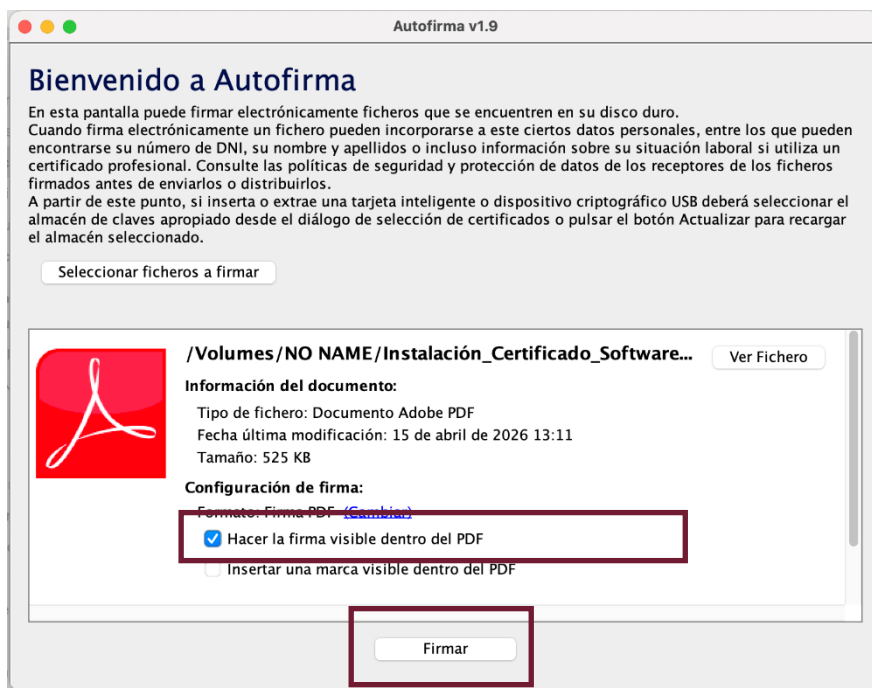 Autofirma v1.9
Bienvenido a Autofirma
En esta pantalla puede firmar electrónicamente ficheros que se encuentren en su disco duro.
Cuando firma electrónicamente un fichero pueden incorporarse a este ciertos datos personales, entre los que pueden
encontrarse su número de DNI, su nombre y apellidos o incluso información sobre su situación laboral si utiliza un
certificado profesional. Consulte las políticas de seguridad y protección de datos de los receptores de los ficheros
firmados antes de enviarlos o distribuirlos.
A partir de este punto, si inserta o extrae una tarjeta inteligente o dispositivo criptográfico USB deberá seleccionar el
almacén de claves apropiado desde el diálogo de selección de certificados o pulsar el botón Actualizar para recargar
el almacén seleccionado.
Seleccionar ficheros a firmar
/Volumes/NO NAME/Instalación_Certificado_Software...
Ver Fichero
Información del documento:
Tipo de fichero: Documento Adobe PDF
Fecha última modificación: 15 de abril de 2026 13:11
Tamaño: 525 KB
Configuración de firma:
Formato: Firma PDF (Cambiar)
Hacer la firma visible dentro del PDF
Insertar una marca visible dentro del PDF
Firmar